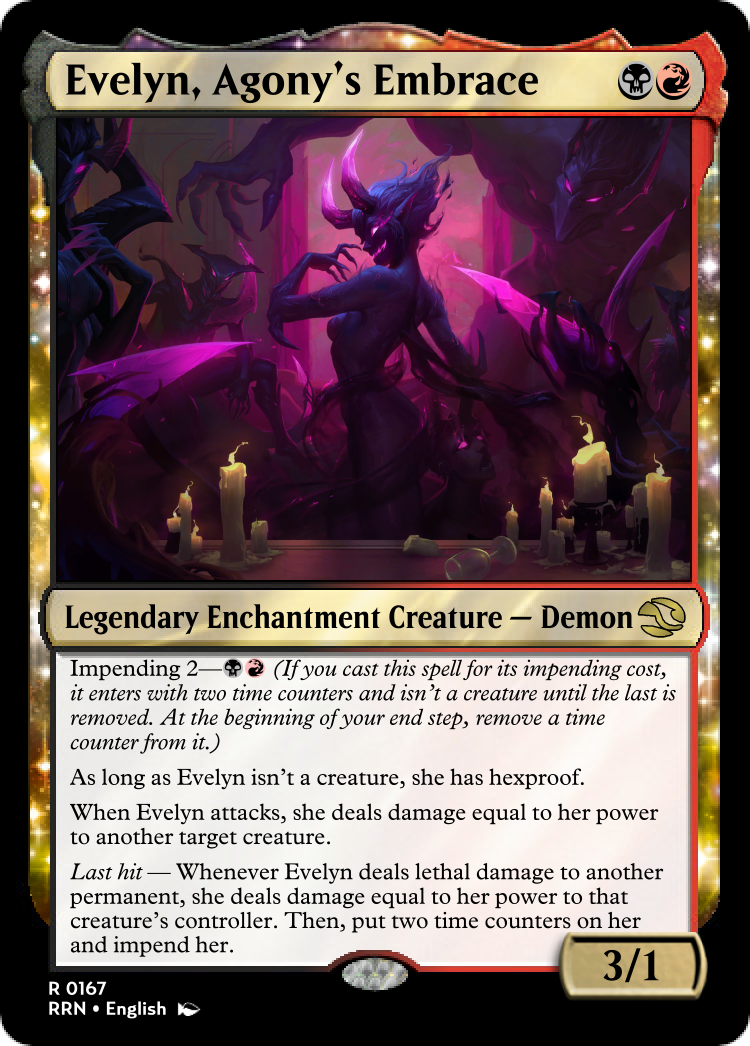 Evelyn, Agony's Embrace
Legendary Enchantment Creature — Demon
Impending 2— (If you cast this spell for its impending cost,
it enters with two time counters and isn't a creature until the last is
removed. At the beginning of your end step, remove a time
counter from it.)
As long as Evelyn isn't a creature, she has hexproof.
When Evelyn attacks, she deals damage equal to her power
to another target creature.
Last hit — Whenever Evelyn deals lethal damage to another
permanent, she deals damage equal to her power to that
creature's controller. Then, put two time counters on her
and impend her.
3/1
R 0167
RRN • English